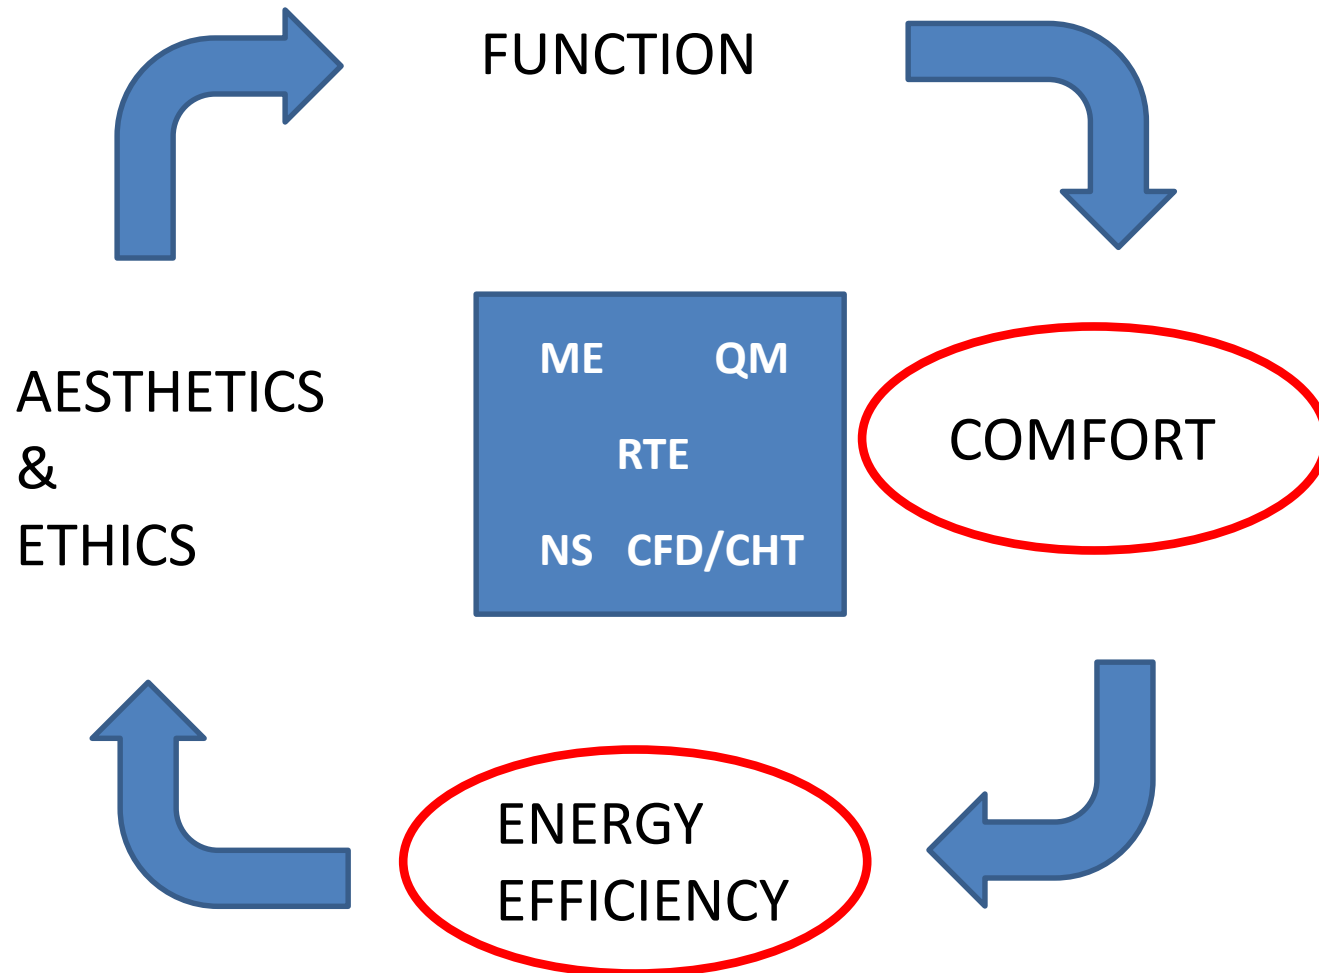 FUNCTION
ME QM
RTE
NS CFD/CHT
COMFORT
ENERGY
EFFICIENCY
AESTHETICS
&
ETHICS